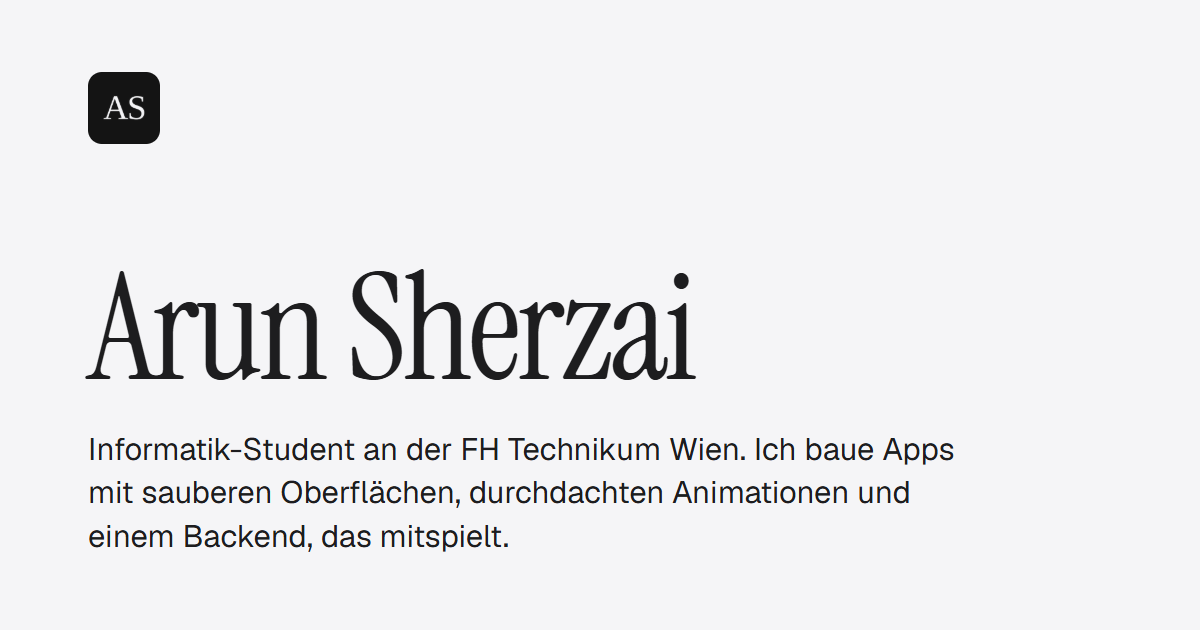 AS
Arun Sherzai
Informatik-Student an der FH Technikum Wien. Ich baue Apps
mit sauberen Oberflächen, durchdachten Animationen und
einem Backend, das mitspielt.